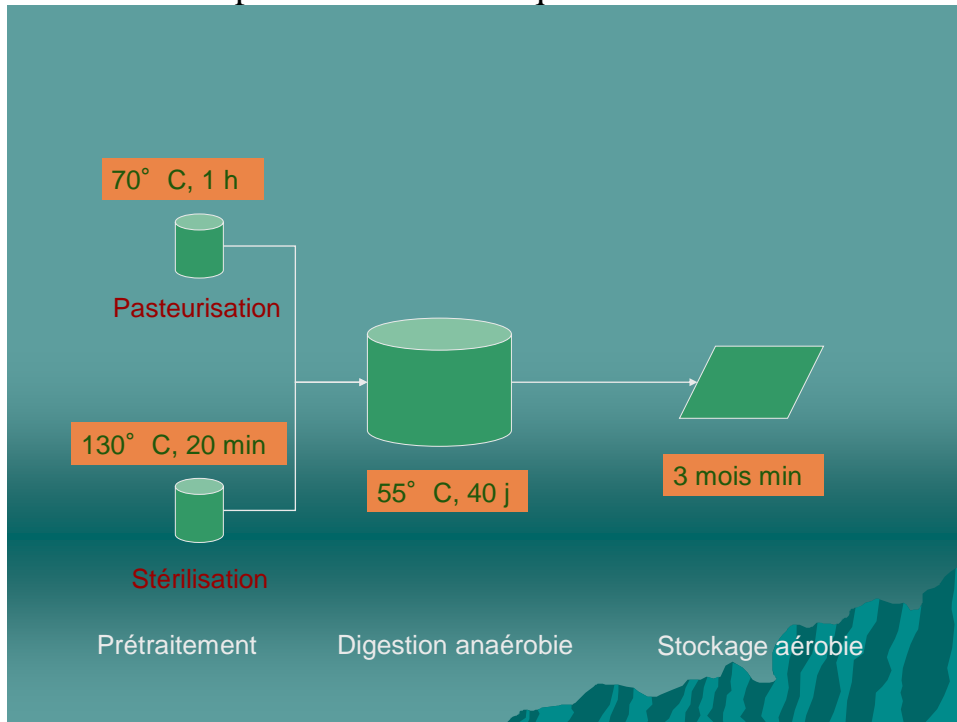 70° C, 1 h
Pasteurisation
130° C, 20 min
55° C, 40 j
3 mois min
Stérilisation
Prétraitement
Digestion anaérobie
Stockage aérobie